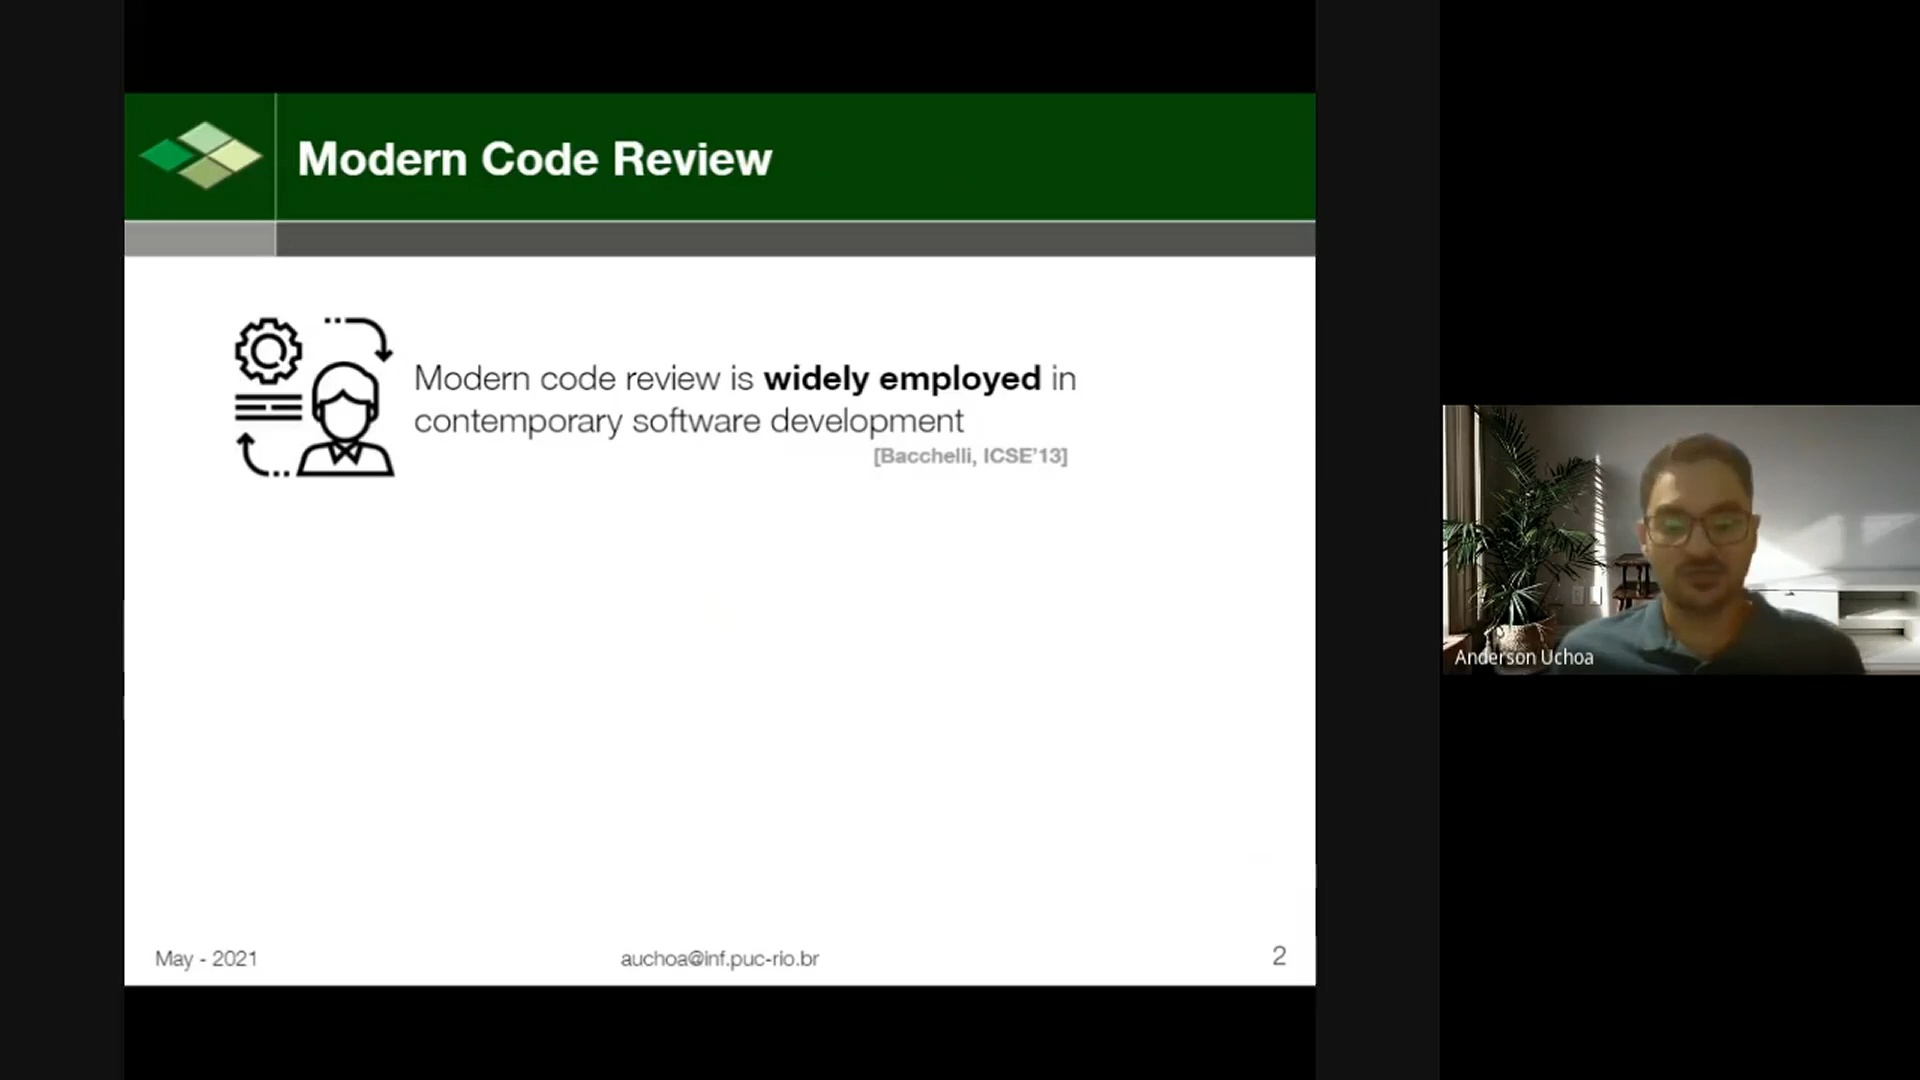 Modern Code Review
Modern code review is widely employed in
contemporary software development
[Bacchelli, ICSE'13]
Anderson Uchoa
May - 2021
auchoa@inf.puc-rio.br
2